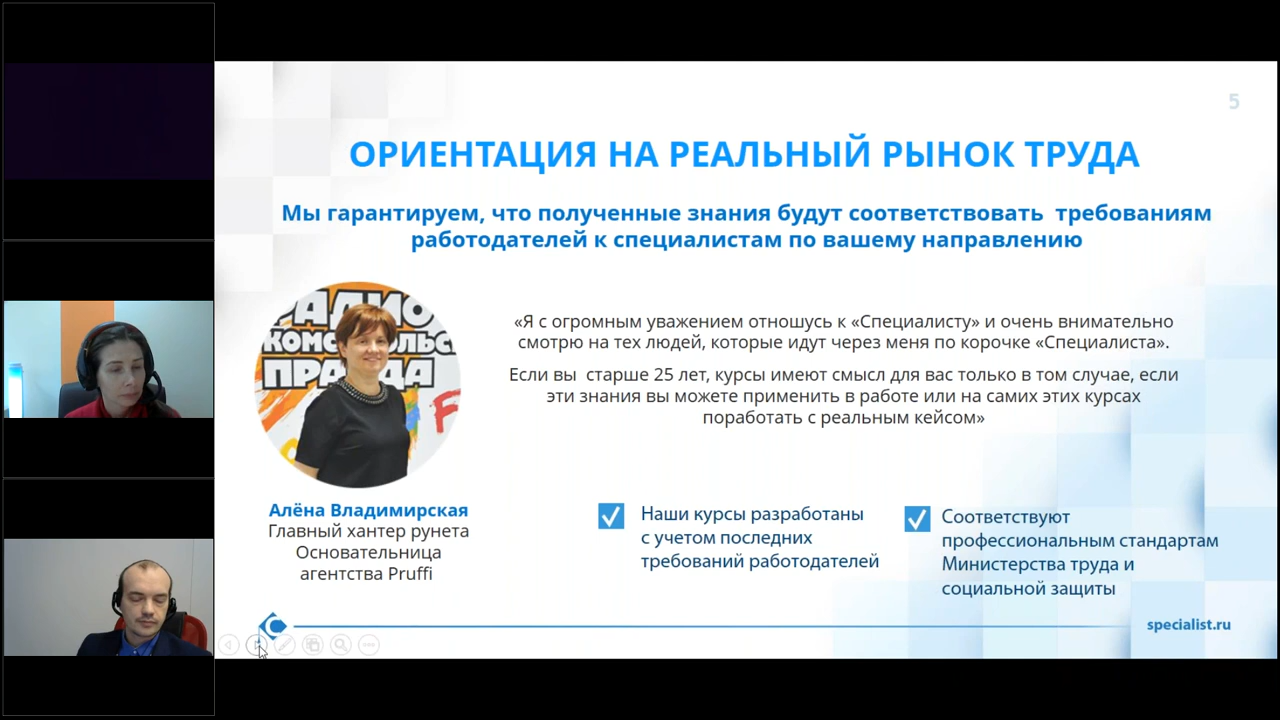 5
ОРИЕНТАЦИЯ НА РЕАЛЬНЫЙ РЫНОК ТРУДА
Мы гарантируем, что полученные знания будут соответствовать требованиям
работодателей к специалистам по вашему направлению
РАДИО
КОМСОМОЛЬС
ПРАВДА
«Я с огромным уважением отношусь к «Специалисту» и очень внимательно
смотрю на тех людей, которые идут через меня по корочке «Специалиста».
Если вы старше 25 лет, курсы имеют смысл для вас только в том случае, если
эти знания вы можете применить в работе или на самих этих курсах
поработать с реальным кейсом»
Алёна Владимирская
Главный хантер рунета
Основательница
агентства Pruffi
Наши курсы разработаны
с учетом последних
требований работодателей
Соответствуют
профессиональным стандартам
Министерства труда и
социальной защиты
specialist.ru